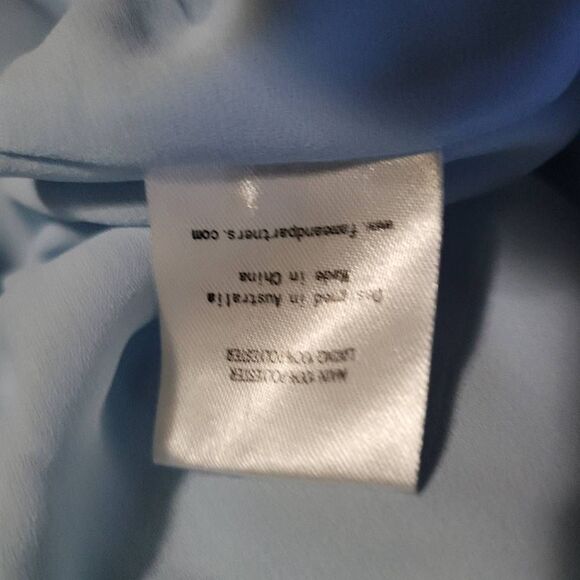 MAIN 100% POLYESTER
LINING 100% POLYESTER
Designed in Australia
Made in China
www.fameandpartners.com